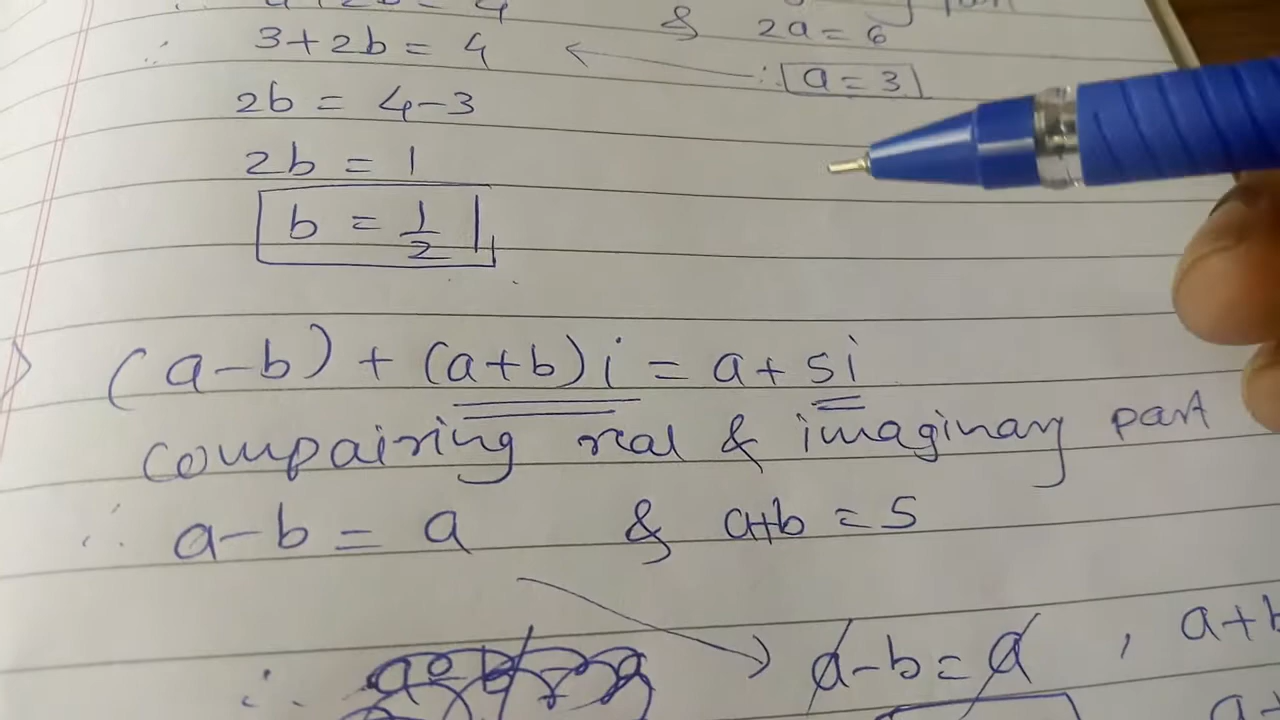 3+2b = 4 & 2a = 6
∴ a = 3
2b = 4-3
2b = 1
b = 1/2
(a-b) + (a+b)i = a + 5i
compairing real & imaginary part
∴ a-b = a & a+b = 5
∴ a-b = a , a+b